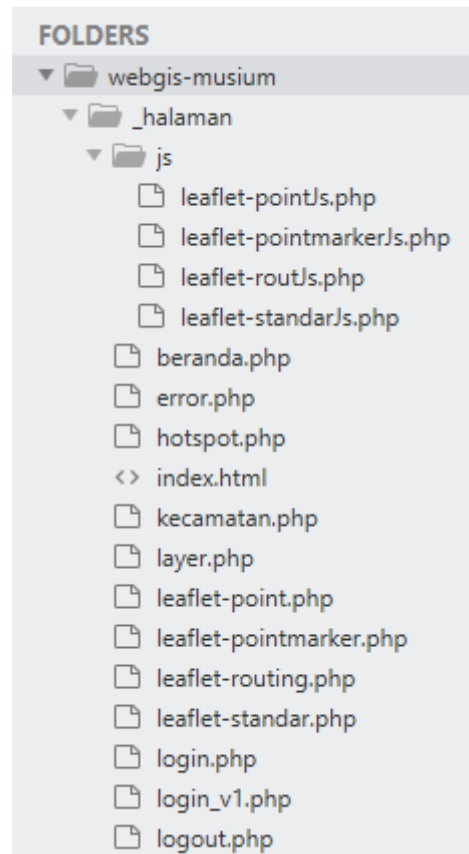 FOLDERS
webgis-musium
_halaman
js
leaflet-pointJs.php
leaflet-pointmarkerJs.php
leaflet-routJs.php
leaflet-standarJs.php
beranda.php
error.php
hotspot.php
<> index.html
kecamatan.php
layer.php
leaflet-point.php
leaflet-pointmarker.php
leaflet-routing.php
leaflet-standar.php
login.php
login_v1.php
logout.php